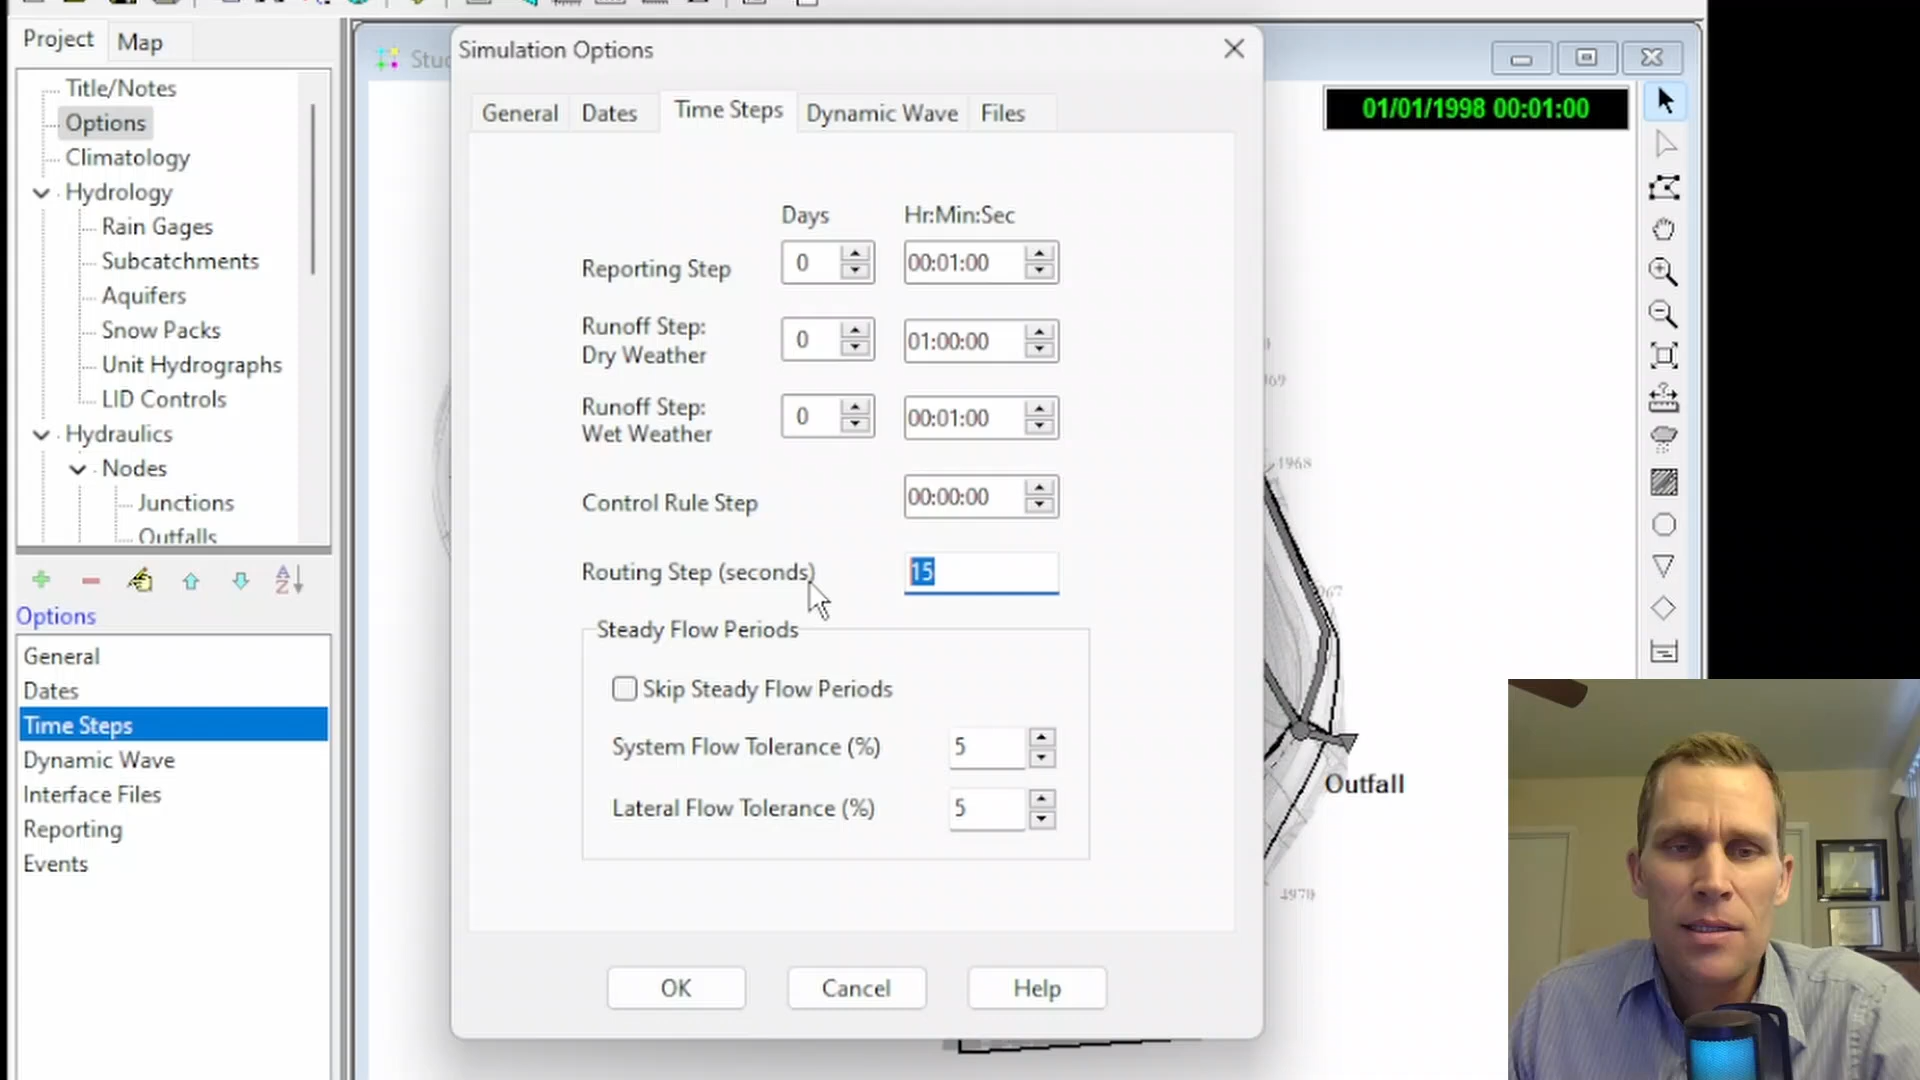 Project
Map
Title/Notes
Options
Climatology
Hydrology
Rain Gages
Subcatchments
Aquifers
Snow Packs
Unit Hydrographs
LID Controls
Hydraulics
Nodes
Junctions
Outfalls
Options
General
Dates
Time Steps
Dynamic Wave
Interface Files
Reporting
Events
Simulation Options
General Dates Time Steps Dynamic Wave Files
Days Hr:Min:Sec
Reporting Step 0 00:01:00
Runoff Step:
Dry Weather 0 01:00:00
Runoff Step:
Wet Weather 0 00:01:00
Control Rule Step 00:00:00
Routing Step (seconds) 15
Steady Flow Periods
Skip Steady Flow Periods
System Flow Tolerance (%) 5
Lateral Flow Tolerance (%) 5
OK Cancel Help
01/01/1998 00:01:00
1968
Outfall
4970